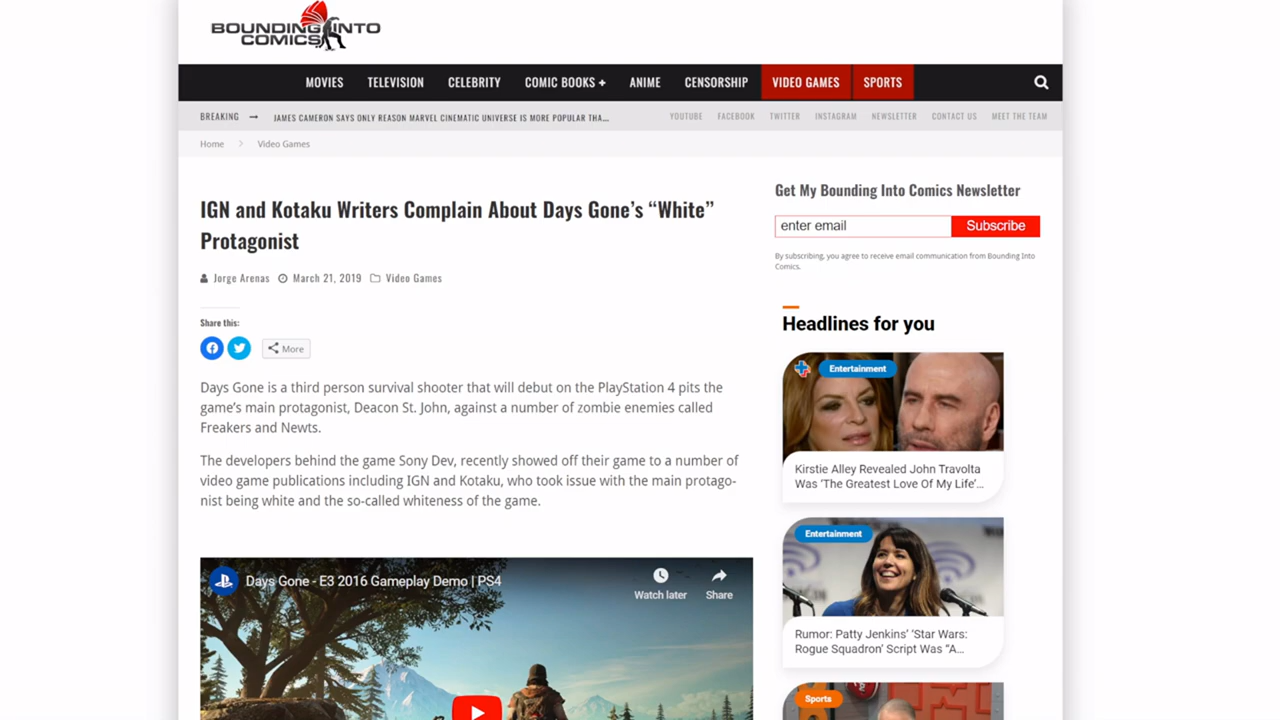 BOUNDING INTO
COMICS
MOVIES TELEVISION CELEBRITY COMIC BOOKS + ANIME CENSORSHIP VIDEO GAMES SPORTS
BREAKING → JAMES CAMERON SAYS ONLY REASON MARVEL CINEMATIC UNIVERSE IS MORE POPULAR THA... YOUTUBE FACEBOOK TWITTER INSTAGRAM NEWSLETTER CONTACT US MEET THE TEAM
Home > Video Games
IGN and Kotaku Writers Complain About Days Gone’s “White”
Protagonist
Jorge Arenas March 21, 2019 Video Games
Share this:
More
Days Gone is a third person survival shooter that will debut on the PlayStation 4 pits the
game’s main protagonist, Deacon St. John, against a number of zombie enemies called
Freakers and Newts.
The developers behind the game Sony Dev, recently showed off their game to a number of
video game publications including IGN and Kotaku, who took issue with the main protago-
nist being white and the so-called whiteness of the game.
Days Gone - E3 2016 Gameplay Demo | PS4
Watch later Share
Get My Bounding Into Comics Newsletter
enter email Subscribe
By subscribing, you agree to receive email communication from Bounding Into
Comics.
Headlines for you
Entertainment
Kirstie Alley Revealed John Travolta
Was ‘The Greatest Love Of My Life’...
Entertainment
Rumor: Patty Jenkins’ ‘Star Wars:
Rogue Squadron’ Script Was “A...
Sports